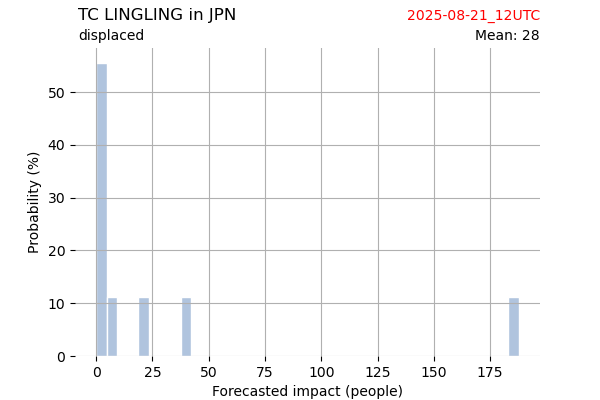 TC LINGLING in JPN
2025-08-21_12UTC
displaced
Mean: 28
Probability (%)
50
40
30
20
10
0
0 25 50 75 100 125 150 175
Forecasted impact (people)